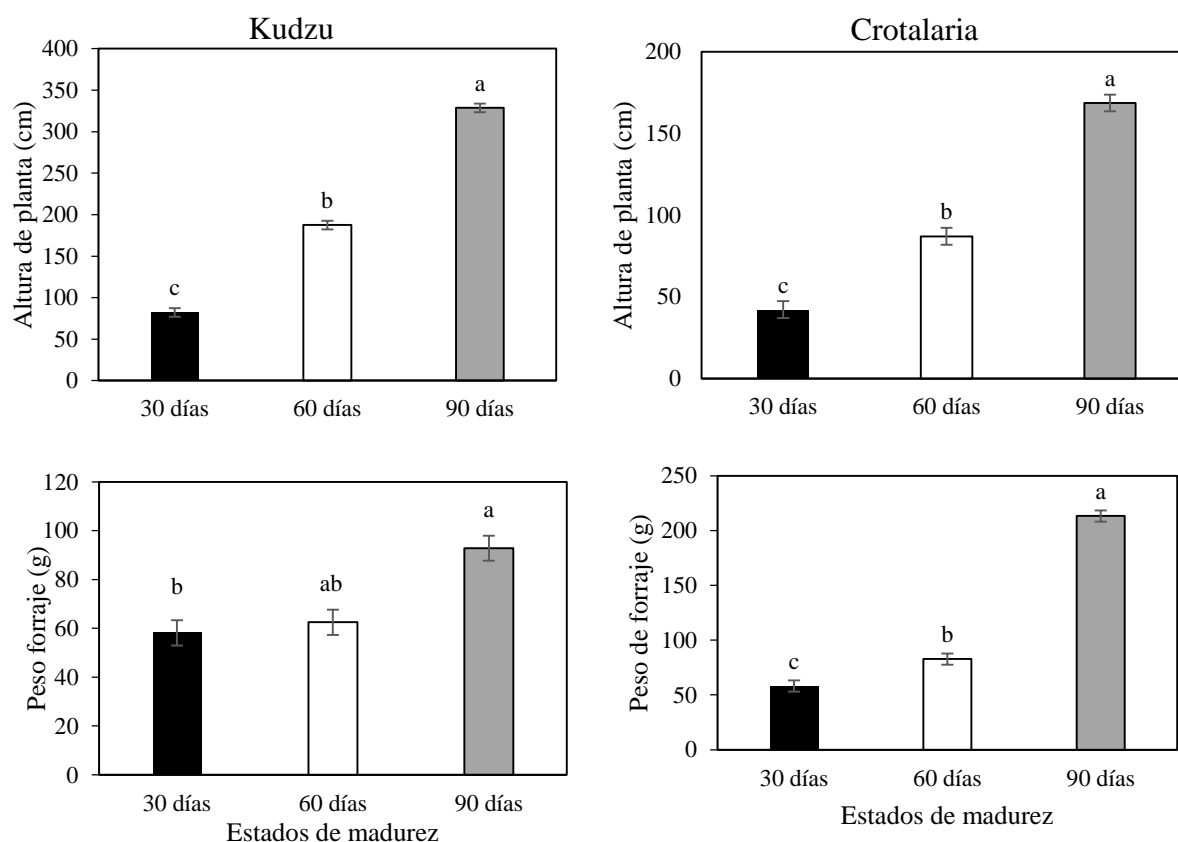 Kudzu
Altura de planta (cm)
400
350
300
250
200
150
100
50
0
c
b
a
30 días
60 días
90 días
Crotalaria
Altura de planta (cm)
200
150
100
50
0
c
b
a
30 días
60 días
90 días
Peso forraje (g)
120
100
80
60
40
20
0
b
ab
a
30 días
60 días
90 días
Estados de madurez
Peso de forraje (g)
250
200
150
100
50
0
c
b
a
30 días
60 días
90 días
Estados de madurez